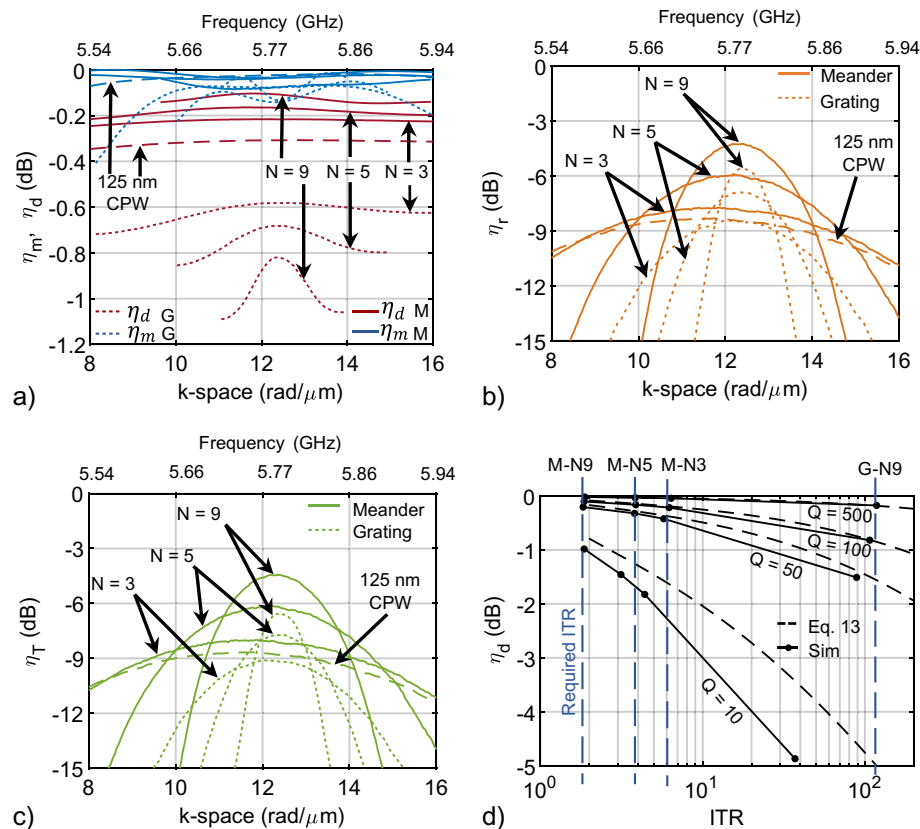 Frequency (GHz)
5.54 5.66 5.77 5.86 5.94
0
-0.2
-0.4
-0.6
-0.8
-1
-1.2
ηm, ηd (dB)
125 nm
CPW
N = 9
N = 5
N = 3
ηd G
ηm G
ηd M
ηm M
8 10 12 14 16
k-space (rad/μm)
a)
Frequency (GHz)
5.54 5.66 5.77 5.86 5.94
0
-3
-6
-9
-12
-15
ηr (dB)
Meander
Grating
N = 9
N = 5
N = 3
125 nm
CPW
8 10 12 14 16
k-space (rad/μm)
b)
Frequency (GHz)
5.54 5.66 5.77 5.86 5.94
0
-3
-6
-9
-12
-15
ηT (dB)
Meander
Grating
N = 9
N = 5
N = 3
125 nm
CPW
8 10 12 14 16
k-space (rad/μm)
c)
M-N9 M-N5 M-N3 G-N9
0
-1
-2
-3
-4
-5
ηd (dB)
Q = 500
Q = 100
Q = 50
Q = 10
Required ITR
Eq. 13
Sim
10^0 10^1 10^2
ITR
d)